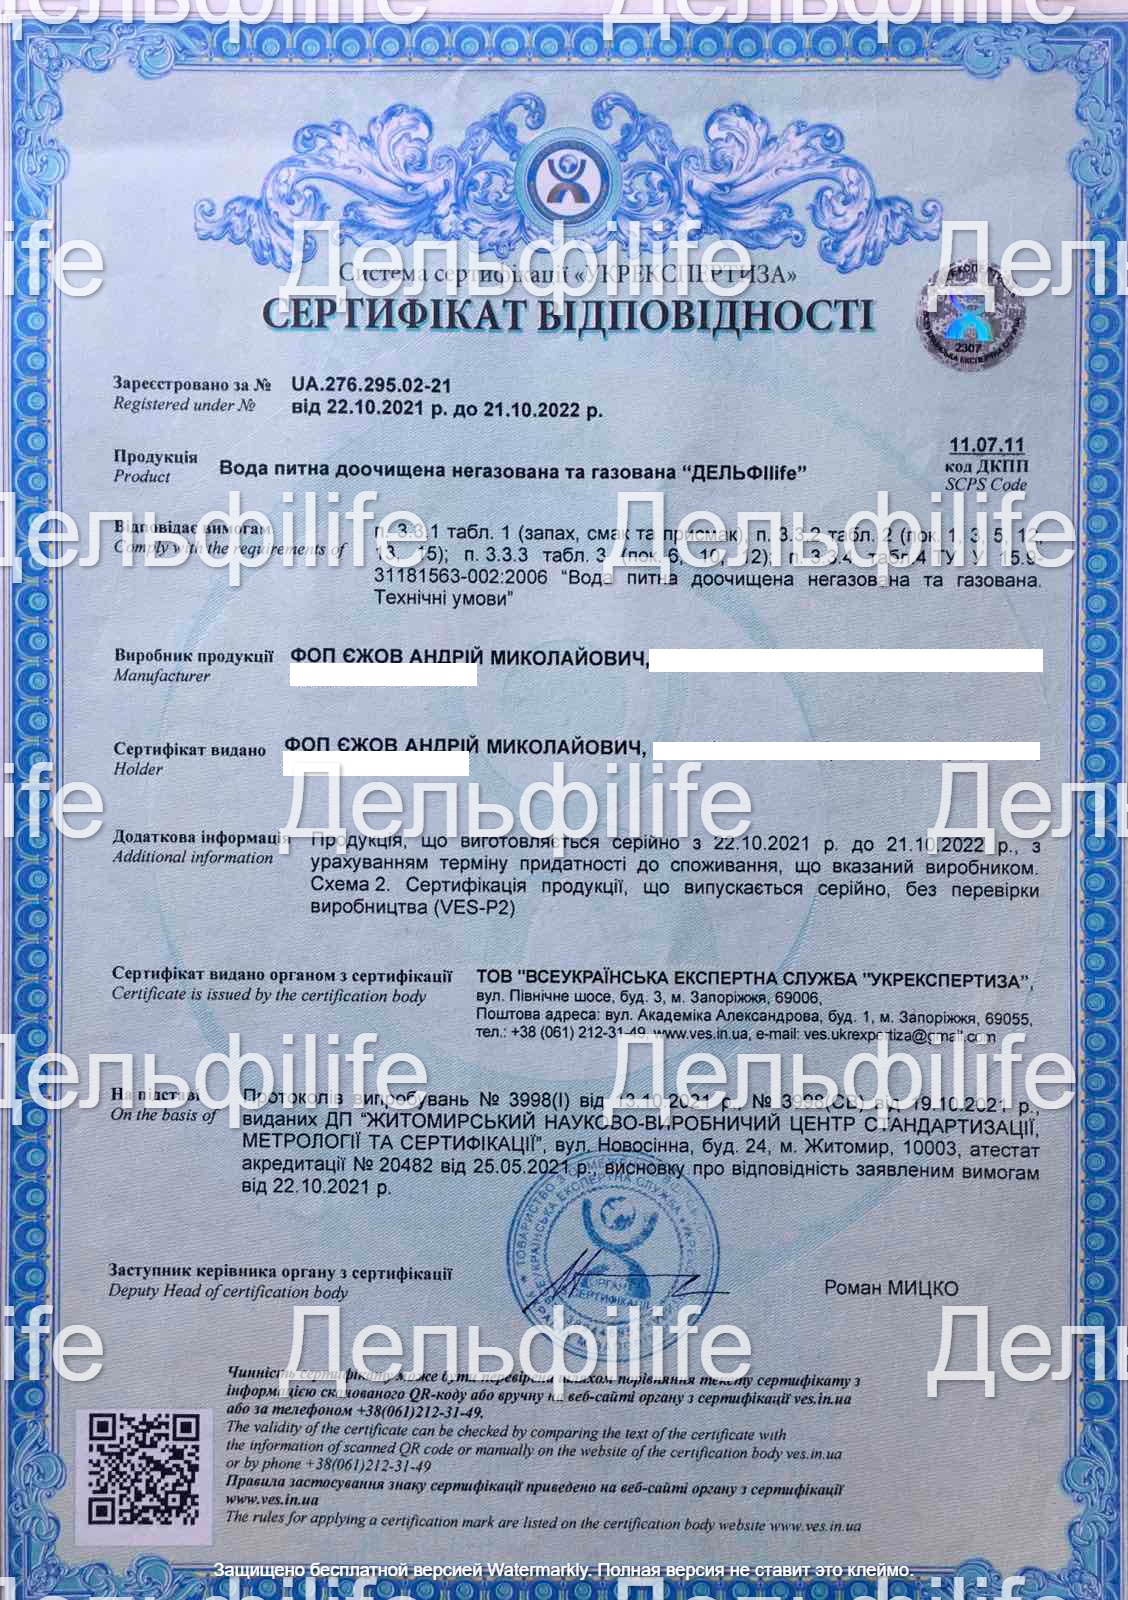 Дельфіlife Дельфіlife
Система сертифікації «УКРЕКСПЕРТИЗА»
СЕРТИФІКАТ ВІДПОВІДНОСТІ
2307
Зареєстровано за № UA.276.295.02-21
Registered under № від 22.10.2021 р. до 21.10.2022 р.
11.07.11
Продукція Вода питна доочищена негазована та газована “ДЕЛЬФІlife” код ДКПП
Product SCPS Code
Відповідає вимогам п. 3.3.1 табл. 1 (запах, смак та присмак), п. 3.3.2 табл. 2 (пок. 1, 3, 5, 12,
Comply with the requirements of 13, 15); п. 3.3.3 табл. 3 (пок. 6, 10, 12); п. 3.3.4 табл.4 ТУ У 15.9-
31181563-002:2006 “Вода питна доочищена негазована та газована.
Технічні умови”
Виробник продукції ФОП ЄЖОВ АНДРІЙ МИКОЛАЙОВИЧ,
Manufacturer
Сертифікат видано ФОП ЄЖОВ АНДРІЙ МИКОЛАЙОВИЧ,
Holder
Додаткова інформація Продукція, що виготовляється серійно з 22.10.2021 р. до 21.10.2022 р., з
Additional information урахуванням терміну придатності до споживання, що вказаний виробником.
Схема 2. Сертифікація продукції, що випускається серійно, без перевірки
виробництва (VES-P2)
Сертифікат видано органом з сертифікації ТОВ "ВСЕУКРАЇНСЬКА ЕКСПЕРТНА СЛУЖБА "УКРЕКСПЕРТИЗА",
Certificate is issued by the certification body вул. Північне шосе, буд. 3, м. Запоріжжя, 69006,
Поштова адреса: вул. Академіка Александрова, буд. 1, м. Запоріжжя, 69055,
тел.: +38 (061) 212-31-49, www.ves.in.ua, e-mail: ves.ukrexpertiza@gmail.com
На підставі Протоколів випробувань № 3998(І) від 13.10.2021 р., № 3998(СВ) від 19.10.2021 р.,
On the basis of виданих ДП “ЖИТОМИРСЬКИЙ НАУКОВО-ВИРОБНИЧИЙ ЦЕНТР СТАНДАРТИЗАЦІЇ,
МЕТРОЛОГІЇ ТА СЕРТИФІКАЦІЇ”, вул. Новосінна, буд. 24, м. Житомир, 10003, атестат
акредитації № 20482 від 25.05.2021 р., висновку про відповідність заявленим вимогам
від 22.10.2021 р.
Заступник керівника органу з сертифікації
Deputy Head of certification body Роман МИЦКО
ОРГАН
СЕРТИФІКАЦІЇ
Чинність сертифікату може бути перевірена шляхом порівняння тексту сертифікату з
інформацією сканованого QR-коду або вручну на веб-сайті органу з сертифікації ves.in.ua
або за телефоном +38(061)212-31-49.
The validity of the certificate can be checked by comparing the text of the certificate with
the information of scanned QR code or manually on the website of the certification body ves.in.ua
or by phone +38(061)212-31-49
Правила застосування знаку сертифікації приведено на веб-сайті органу з сертифікації
www.ves.in.ua
The rules for applying a certification mark are listed on the certification body website www.ves.in.ua
Защищено бесплатной версией Watermarkly. Полная версия не ставит это клеймо.